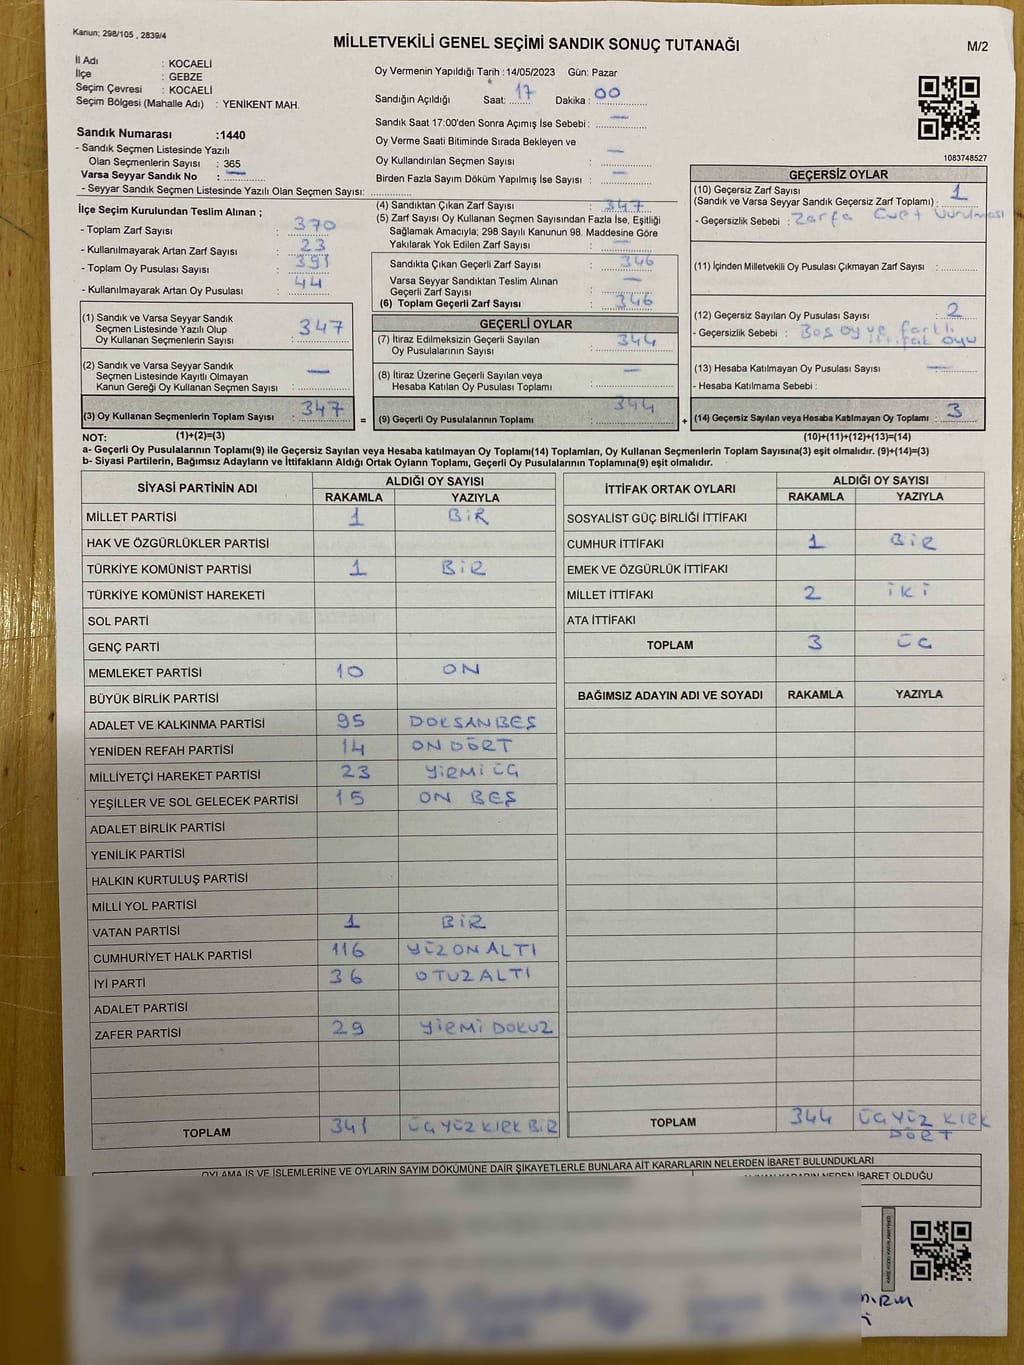 Kanun; 298/105 , 2839/4
MİLLETVEKİLİ GENEL SEÇİMİ SANDIK SONUÇ TUTANAĞI
M/2
İl Adı : KOCAELİ
İlçe : GEBZE
Seçim Çevresi : KOCAELİ
Seçim Bölgesi (Mahalle Adı) : YENİKENT MAH.
Oy Vermenin Yapıldığı Tarih : 14/05/2023 Gün: Pazar
Sandığın Açıldığı Saat: 17 Dakika : 00
Sandık Saat 17:00'den Sonra Açımış İse Sebebi : —
Oy Verme Saati Bitiminde Sırada Bekleyen ve
Oy Kullandırılan Seçmen Sayısı : —
Birden Fazla Sayım Döküm Yapılmış İse Sayısı : —
1083748527
Sandık Numarası :1440
- Sandık Seçmen Listesinde Yazılı
Olan Seçmenlerin Sayısı : 365
Varsa Seyyar Sandık No : —
- Seyyar Sandık Seçmen Listesinde Yazılı Olan Seçmen Sayısı:
İlçe Seçim Kurulundan Teslim Alınan ;
- Toplam Zarf Sayısı : 370
- Kullanılmayarak Artan Zarf Sayısı : 23
- Toplam Oy Pusulası Sayısı : 391
- Kullanılmayarak Artan Oy Pusulası : 44
(1) Sandık ve Varsa Seyyar Sandık
Seçmen Listesinde Yazılı Olup
Oy Kullanan Seçmenlerin Sayısı : 347
(2) Sandık ve Varsa Seyyar Sandık
Seçmen Listesinde Kayıtlı Olmayan
Kanun Gereği Oy Kullanan Seçmen Sayısı : —
(3) Oy Kullanan Seçmenlerin Toplam Sayısı : 347
(1)+(2)=(3)
(4) Sandıktan Çıkan Zarf Sayısı : 347
(5) Zarf Sayısı Oy Kullanan Seçmen Sayısından Fazla İse, Eşitliği
Sağlamak Amacıyla; 298 Sayılı Kanunun 98. Maddesine Göre
Yakılarak Yok Edilen Zarf Sayısı : —
Sandıkta Çıkan Geçerli Zarf Sayısı : 346
Varsa Seyyar Sandıktan Teslim Alınan
Geçerli Zarf Sayısı : —
(6) Toplam Geçerli Zarf Sayısı : 346
GEÇERLİ OYLAR
(7) İtiraz Edilmeksizin Geçerli Sayılan
Oy Pusulalarının Sayısı : 344
(8) İtiraz Üzerine Geçerli Sayılan veya
Hesaba Katılan Oy Pusulası Toplamı : —
= (9) Geçerli Oy Pusulalarının Toplamı : 344
GEÇERSİZ OYLAR
(10) Geçersiz Zarf Sayısı
(Sandık ve Varsa Seyyar Sandık Geçersiz Zarf Toplamı) : 1
- Geçersizlik Sebebi : Zarfa
(11) İçinden Milletvekili Oy Pusulası Çıkmayan Zarf Sayısı :
(12) Geçersiz Sayılan Oy Pusulası Sayısı : 2
- Geçersizlik Sebebi : Boş oy ve farklı
ittifak oyu
(13) Hesaba Katılmayan Oy Pusulası Sayısı : —
- Hesaba Katılmama Sebebi :
+ (14) Geçersiz Sayılan veya Hesaba Katılmayan Oy Toplamı : 3
(10)+(11)+(12)+(13)=(14)
NOT:
a- Geçerli Oy Pusulalarının Toplamı(9) ile Geçersiz Sayılan veya Hesaba katılmayan Oy Toplamı(14) Toplamları, Oy Kullanan Seçmenlerin Toplam Sayısına(3) eşit olmalıdır. (9)+(14)=(3)
b- Siyasi Partilerin, Bağımsız Adayların ve İttifakların Aldığı Ortak Oyların Toplamı, Geçerli Oy Pusulalarının Toplamına(9) eşit olmalıdır.
SİYASİ PARTİNİN ADI ALDIĞI OY SAYISI
RAKAMLA YAZIYLA
MİLLET PARTİSİ 1 BİR
HAK VE ÖZGÜRLÜKLER PARTİSİ
TÜRKİYE KOMÜNİST PARTİSİ 1 BİR
TÜRKİYE KOMÜNİST HAREKETİ
SOL PARTİ
GENÇ PARTİ
MEMLEKET PARTİSİ 10 ON
BÜYÜK BİRLİK PARTİSİ
ADALET VE KALKINMA PARTİSİ 95 DOKSANBEŞ
YENİDEN REFAH PARTİSİ 14 ON DÖRT
MİLLİYETÇİ HAREKET PARTİSİ 23 YİRMİ ÜÇ
YEŞİLLER VE SOL GELECEK PARTİSİ 15 ON BEŞ
ADALET BİRLİK PARTİSİ
YENİLİK PARTİSİ
HALKIN KURTULUŞ PARTİSİ
MİLLİ YOL PARTİSİ
VATAN PARTİSİ 1 BİR
CUMHURİYET HALK PARTİSİ 116 YÜZ ON ALTI
İYİ PARTİ 36 OTUZ ALTI
ADALET PARTİSİ
ZAFER PARTİSİ 29 YİRMİ DOKUZ
TOPLAM 341 ÜÇ YÜZ KIRK BİR
İTTİFAK ORTAK OYLARI ALDIĞI OY SAYISI
RAKAMLA YAZIYLA
SOSYALİST GÜÇ BİRLİĞİ İTTİFAKI
CUMHUR İTTİFAKI 1 BİR
EMEK VE ÖZGÜRLÜK İTTİFAKI
MİLLET İTTİFAKI 2 İKİ
ATA İTTİFAKI
TOPLAM 3 ÜÇ
BAĞIMSIZ ADAYIN ADI VE SOYADI RAKAMLA YAZIYLA
TOPLAM 344 ÜÇ YÜZ KIRK
DÖRT
OYLAMA İŞ VE İŞLEMLERİNE VE OYLARIN SAYIM DÖKÜMÜNE DAİR ŞİKAYETLERLE BUNLARA AİT KARARLARIN NELERDEN İBARET BULUNDUKLARI
ALINAN KARARIN NEDEN İBARET OLDUĞU